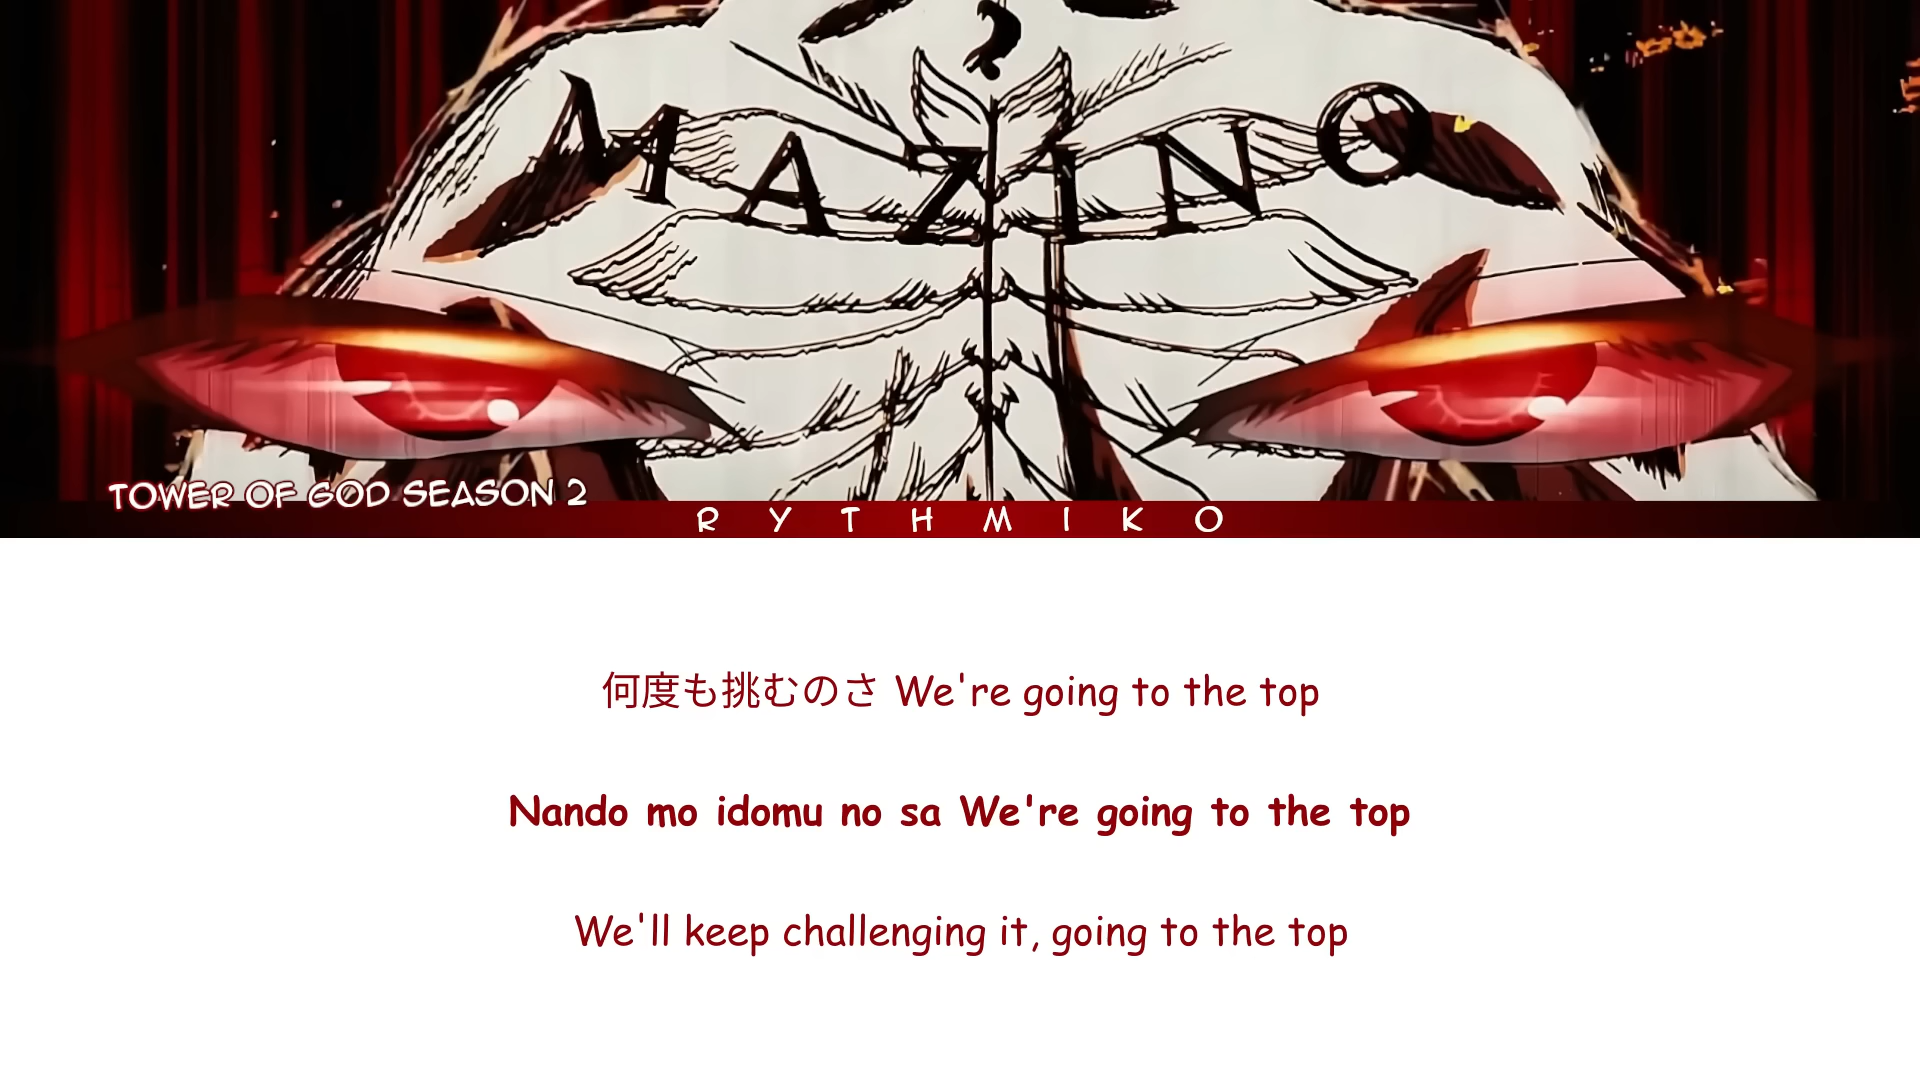 MAZINO
TOWER OF GOD SEASON 2
RYTHMIKO
何度も挑むのさ We're going to the top
Nando mo idomu no sa We're going to the top
We'll keep challenging it, going to the top